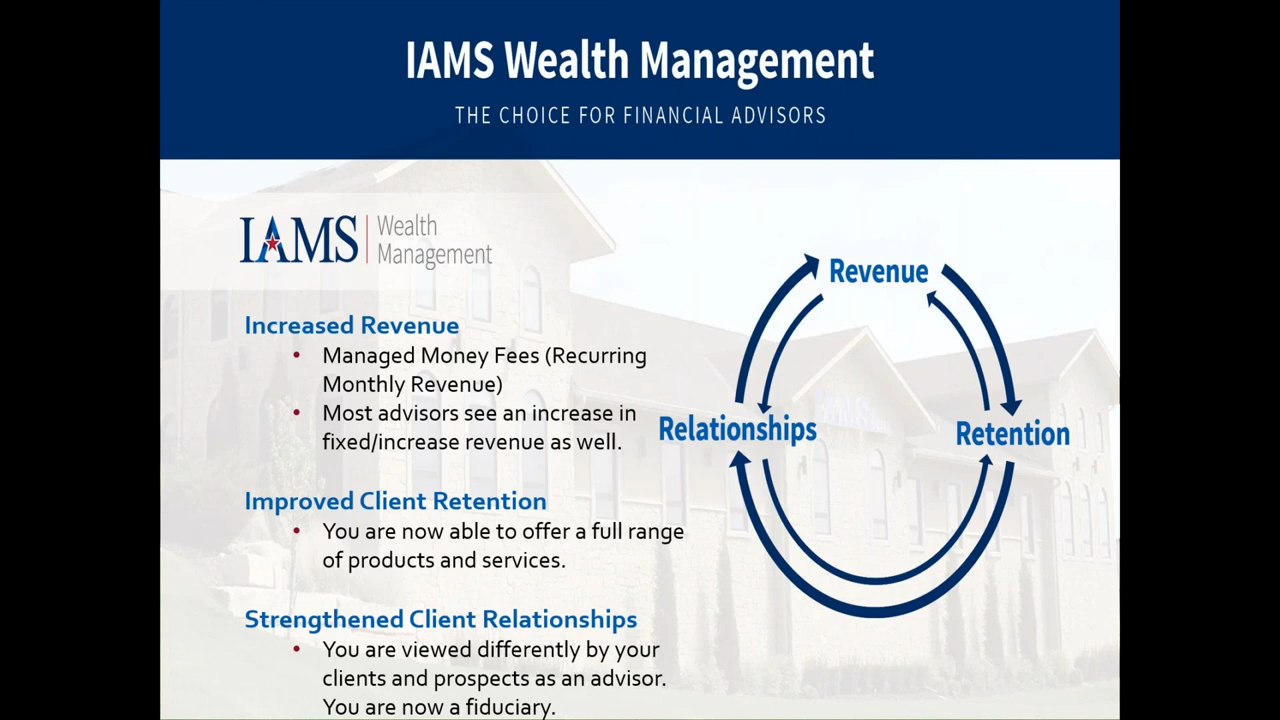 IAMS Wealth Management
THE CHOICE FOR FINANCIAL ADVISORS
IAMS
Wealth
Management
Increased Revenue
• Managed Money Fees (Recurring
Monthly Revenue)
• Most advisors see an increase in
fixed/increase revenue as well.
Improved Client Retention
• You are now able to offer a full range
of products and services.
Strengthened Client Relationships
• You are viewed differently by your
clients and prospects as an advisor.
You are now a fiduciary.
Revenue
Relationships
Retention
IAMS